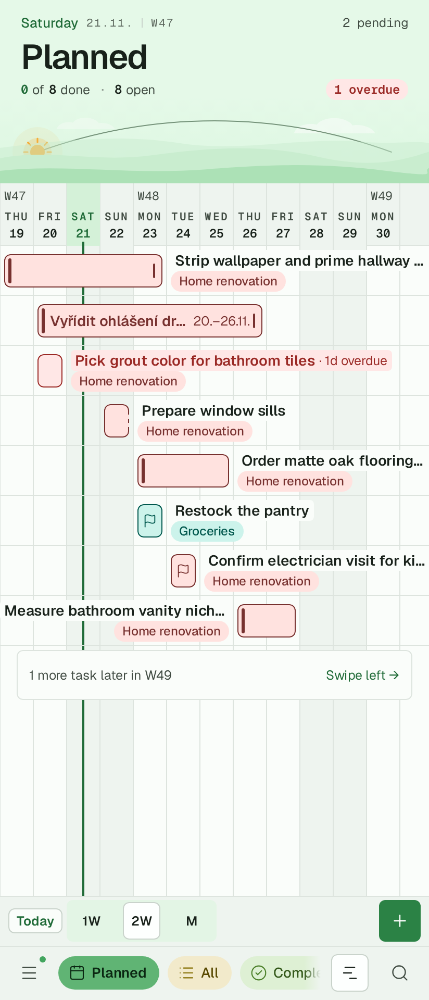 Saturday 21.11. W47 2 pending
Planned
0 of 8 done · 8 open 1 overdue
W47 W48 W49
THU FRI SAT SUN MON TUE WED THU FRI SAT SUN MON
19 20 21 22 23 24 25 26 27 28 29 30
Strip wallpaper and prime hallway …
Home renovation
Vyřídit ohlášení dr… 20.–26.11.
Pick grout color for bathroom tiles · 1d overdue
Home renovation
Prepare window sills
Home renovation
Order matte oak flooring…
Home renovation
Restock the pantry
Groceries
Confirm electrician visit for ki…
Home renovation
Measure bathroom vanity nich…
Home renovation
1 more task later in W49 Swipe left →
Today 1W 2W M +
Planned All Comple